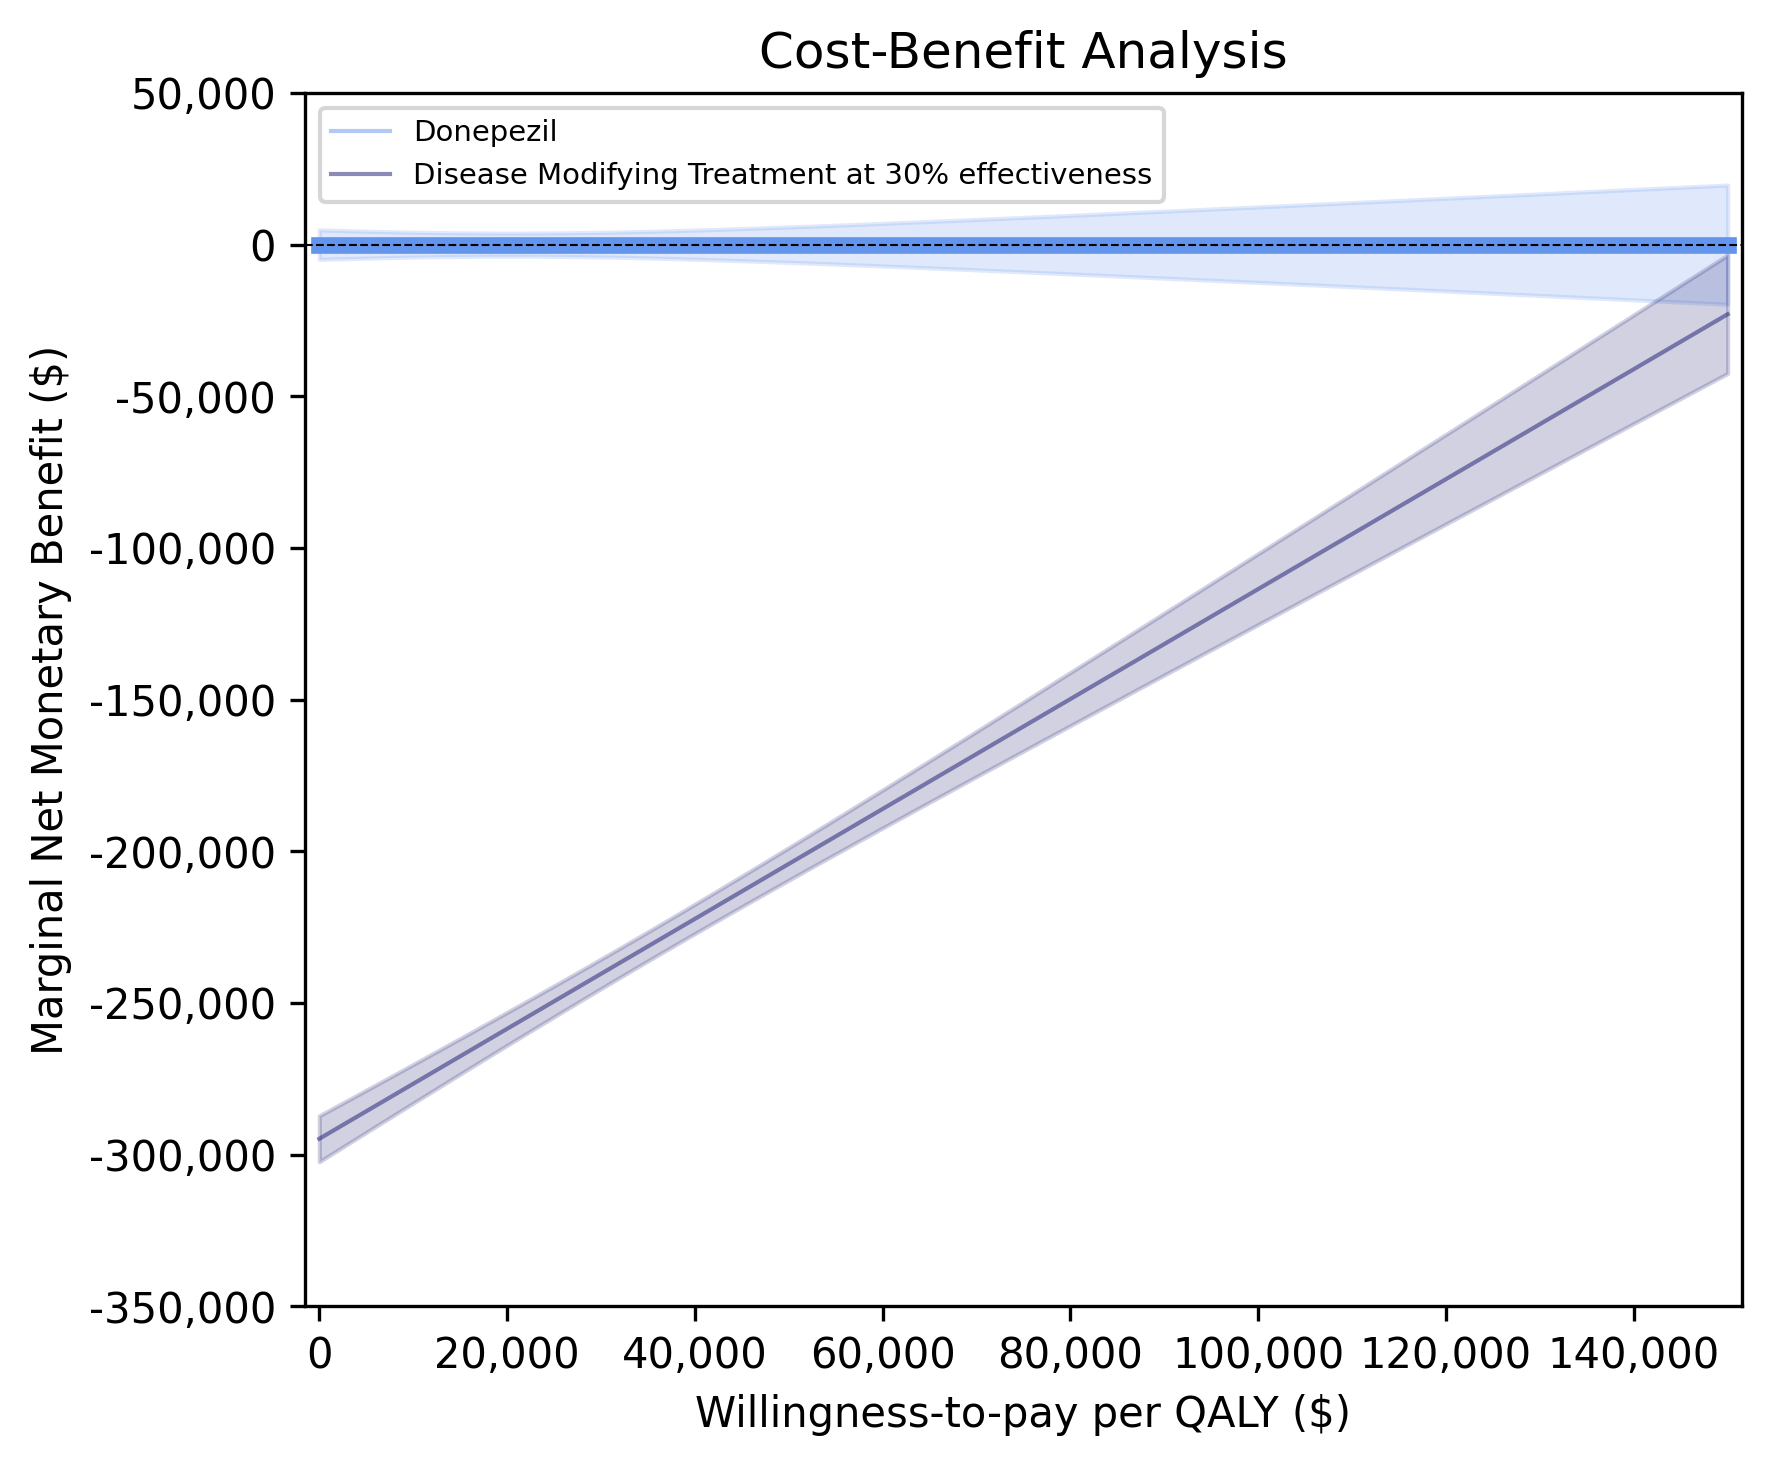 Cost-Benefit Analysis
Donepezil
Disease Modifying Treatment at 30% effectiveness
Marginal Net Monetary Benefit ($)
50,000
0
-50,000
-100,000
-150,000
-200,000
-250,000
-300,000
-350,000
0 20,000 40,000 60,000 80,000 100,000 120,000 140,000
Willingness-to-pay per QALY ($)